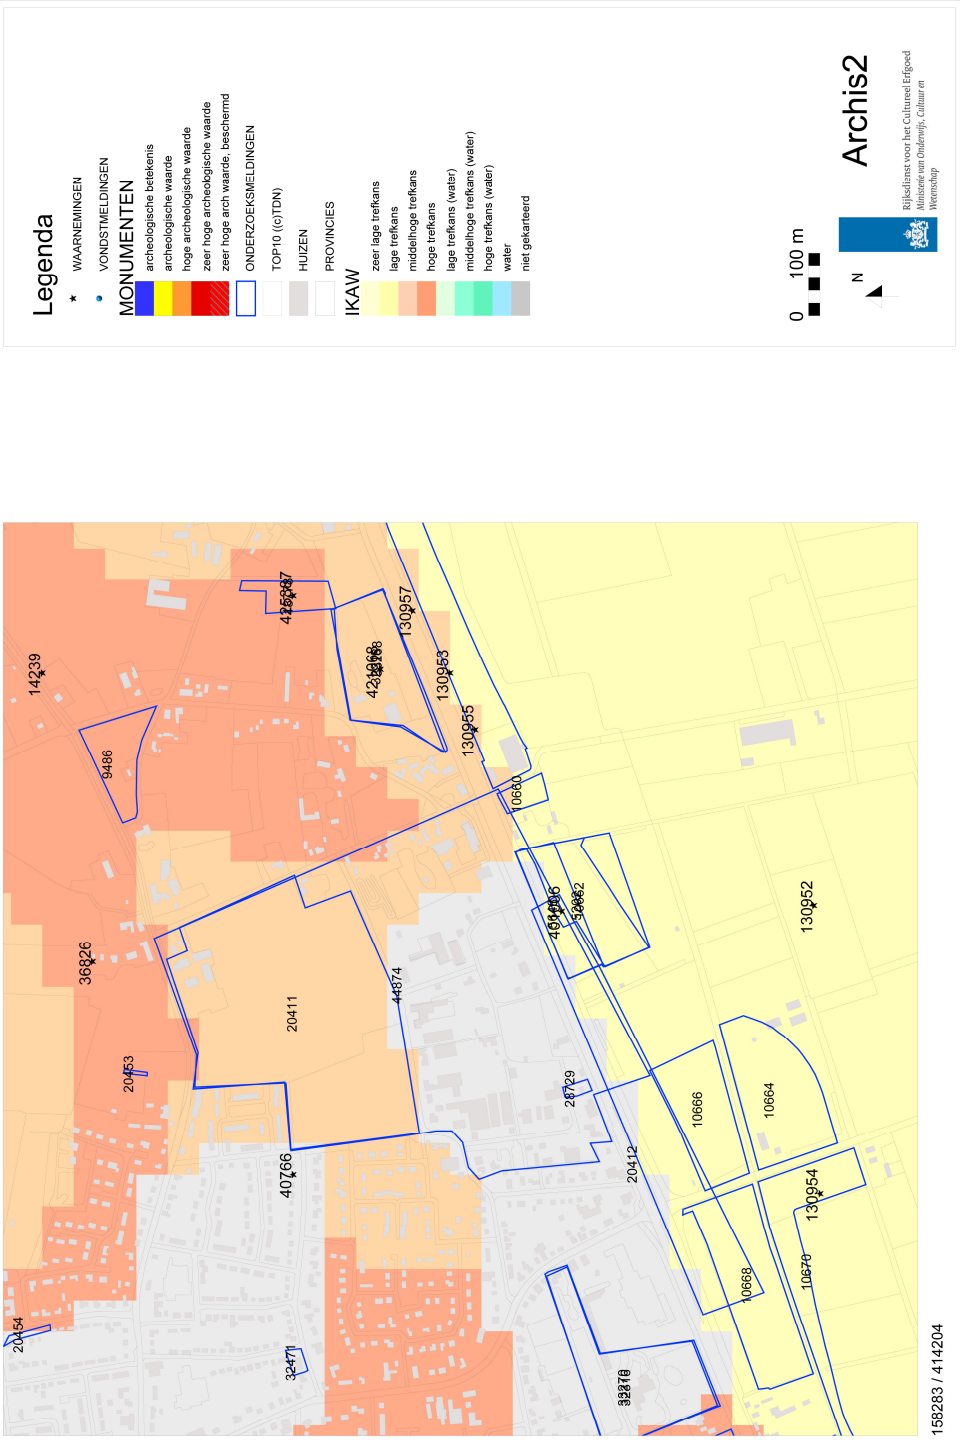 Legenda
WAARNEMINGEN
VONDSTMELDINGEN
MONUMENTEN
archeologische betekenis
archeologische waarde
hoge archeologische waarde
zeer hoge archeologische waarde
zeer hoge arch waarde, beschermd
ONDERZOEKSMELDINGEN
TOP10 ((c)TDN)
HUIZEN
PROVINCIES
IKAW
zeer lage trefkans
lage trefkans
middelhoge trefkans
hoge trefkans
lage trefkans (water)
middelhoge trefkans (water)
hoge trefkans (water)
water
niet gekarteerd
0 100 m
N
Archis2
Rijksdienst voor het Cultureel Erfgoed
Ministerie van Onderwijs, Cultuur en
Wetenschap
14239
9486
130957
130953
130955
10660
36826
20453
20411
44874
130952
28729
10666
10664
40766
20412
130954
10668
10670
20454
32471
158283 / 414204